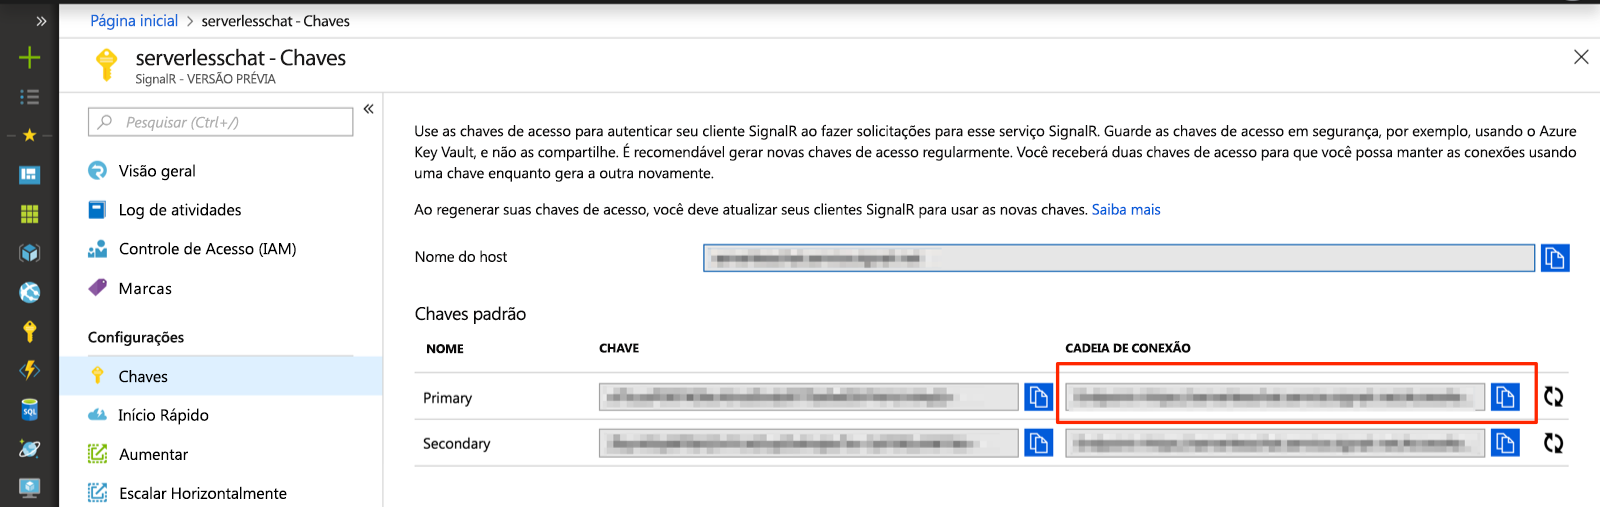 Página inicial > serverlesschat - Chaves
serverlesschat - Chaves
SignalR - VERSÃO PRÉVIA
Pesquisar (Ctrl+/)
Visão geral
Log de atividades
Controle de Acesso (IAM)
Marcas
Configurações
Chaves
Início Rápido
Aumentar
Escalar Horizontalmente
Use as chaves de acesso para autenticar seu cliente SignalR ao fazer solicitações para esse serviço SignalR. Guarde as chaves de acesso em segurança, por exemplo, usando o Azure
Key Vault, e não as compartilhe. É recomendável gerar novas chaves de acesso regularmente. Você receberá duas chaves de acesso para que você possa manter as conexões usando
uma chave enquanto gera a outra novamente.
Ao regenerar suas chaves de acesso, você deve atualizar seus clientes SignalR para usar as novas chaves. Saiba mais
Nome do host
Chaves padrão
NOME CHAVE CADEIA DE CONEXÃO
Primary
Secondary
SQL